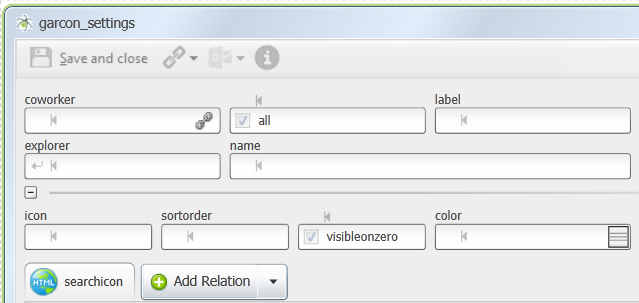 garcon_settings
Save and close
coworker label
all
explorer name
icon sortorder color
visibleonzero
HTML searchicon Add Relation